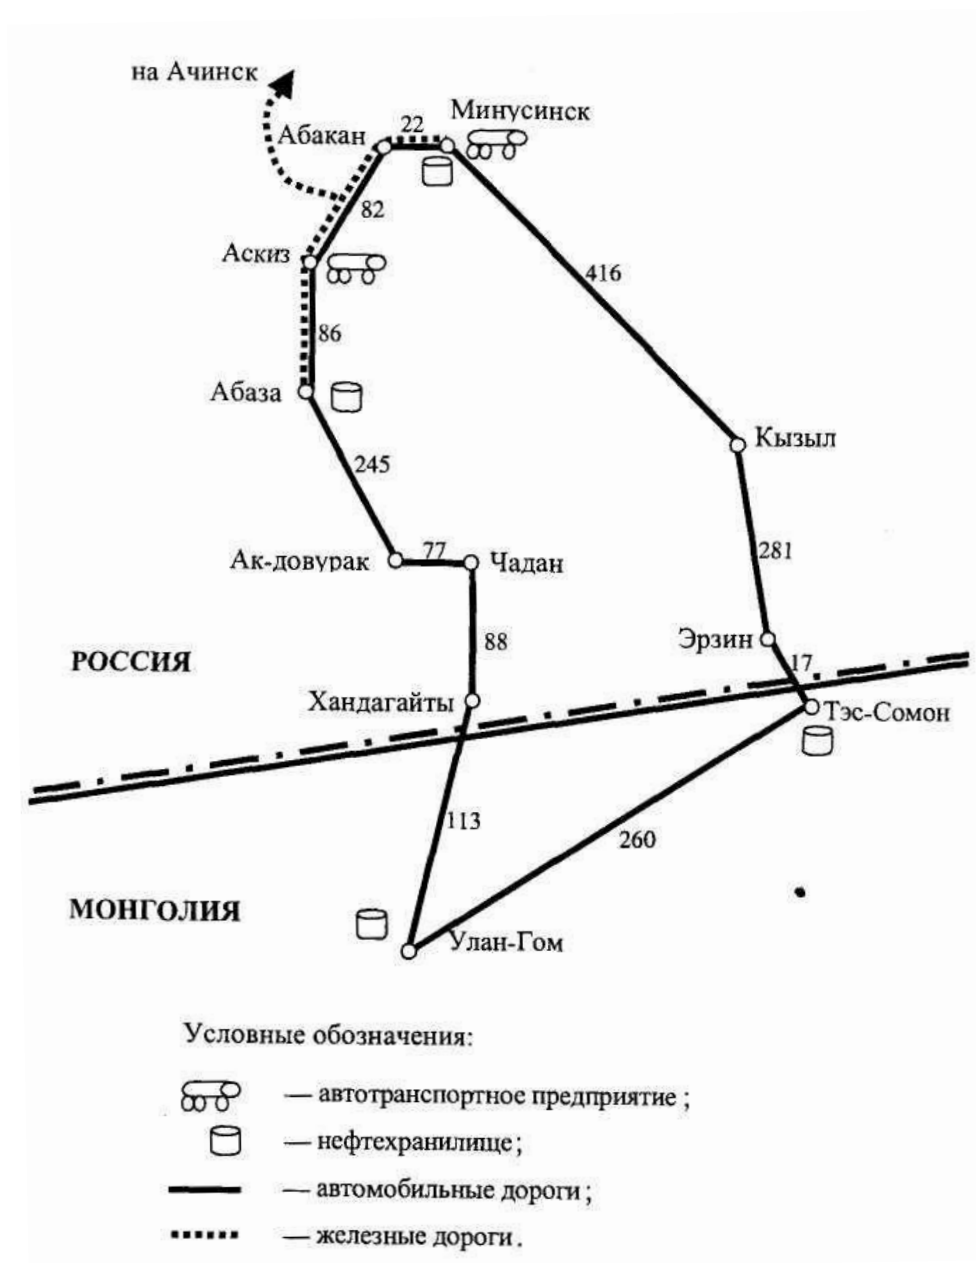 на Ачинск
Минусинск
22
Абакан
82
Аскиз
416
86
Абаза
Кызыл
245
77
281
Ак-довурак
Чадан
88
Эрзин
РОССИЯ
17
Хандагайты
Тэс-Сомон
113
260
МОНГОЛИЯ
Улан-Гом
Условные обозначения:
— автотранспортное предприятие ;
— нефтехранилище;
— автомобильные дороги ;
— железные дороги .